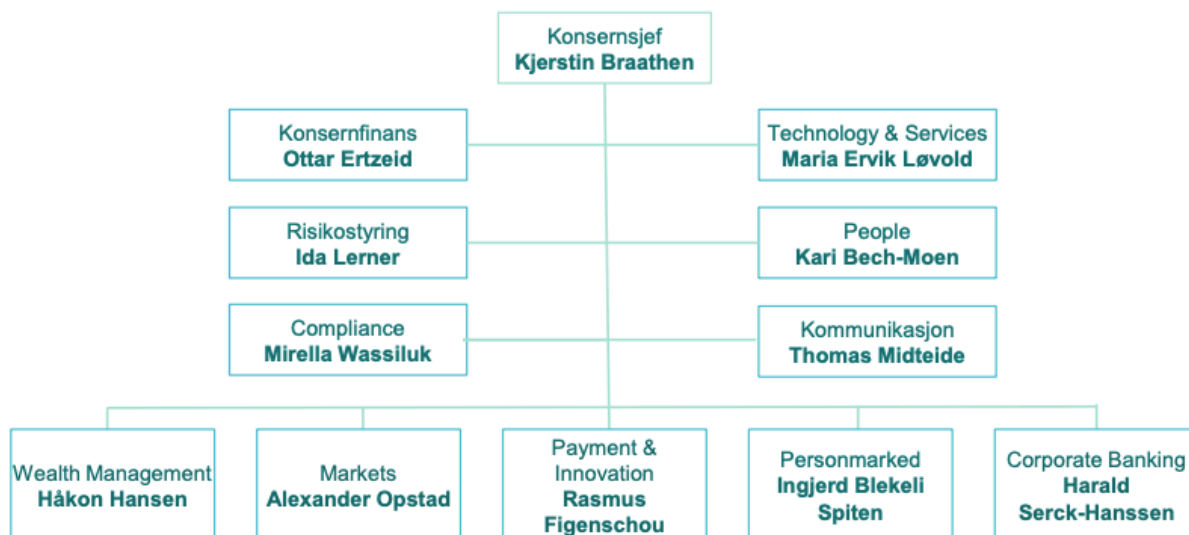 Konsernsjef
Kjerstin Braathen
Konsernfinans
Ottar Ertzeid
Technology & Services
Maria Ervik Løvold
Risikostyring
Ida Lerner
People
Kari Bech-Moen
Compliance
Mirella Wassiluk
Kommunikasjon
Thomas Midteide
Wealth Management
Håkon Hansen
Markets
Alexander Opstad
Payment &
Innovation
Rasmus
Figenschou
Personmarked
Ingjerd Blekeli
Spiten
Corporate Banking
Harald
Serck-Hanssen